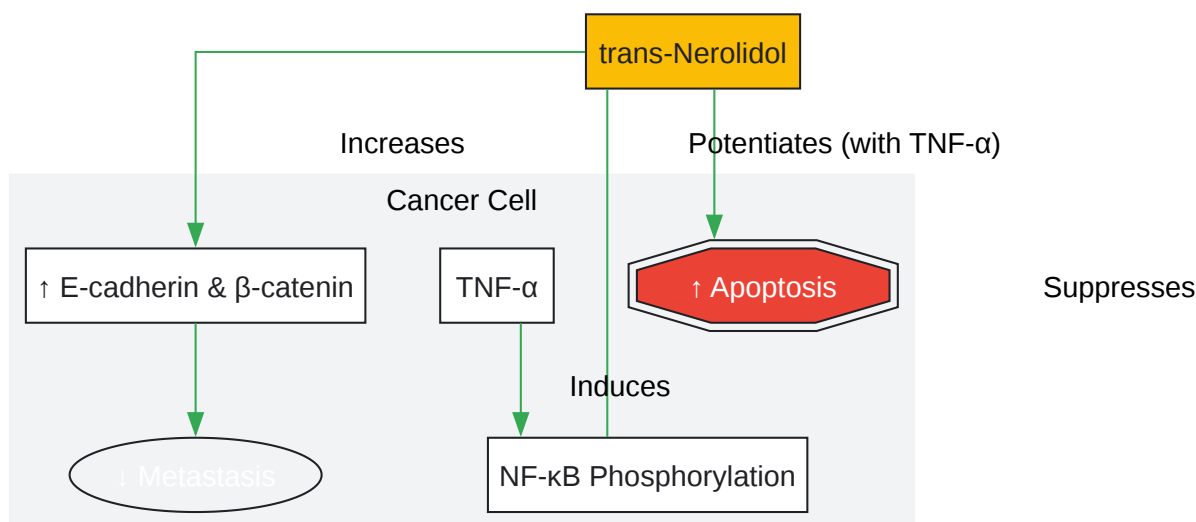 trans-Nerolidol
Increases
Potentiates (with TNF-α)
Cancer Cell
↑ E-cadherin & β-catenin
TNF-α
↑ Apoptosis
Suppresses
Induces
↓ Metastasis
NF-κB Phosphorylation